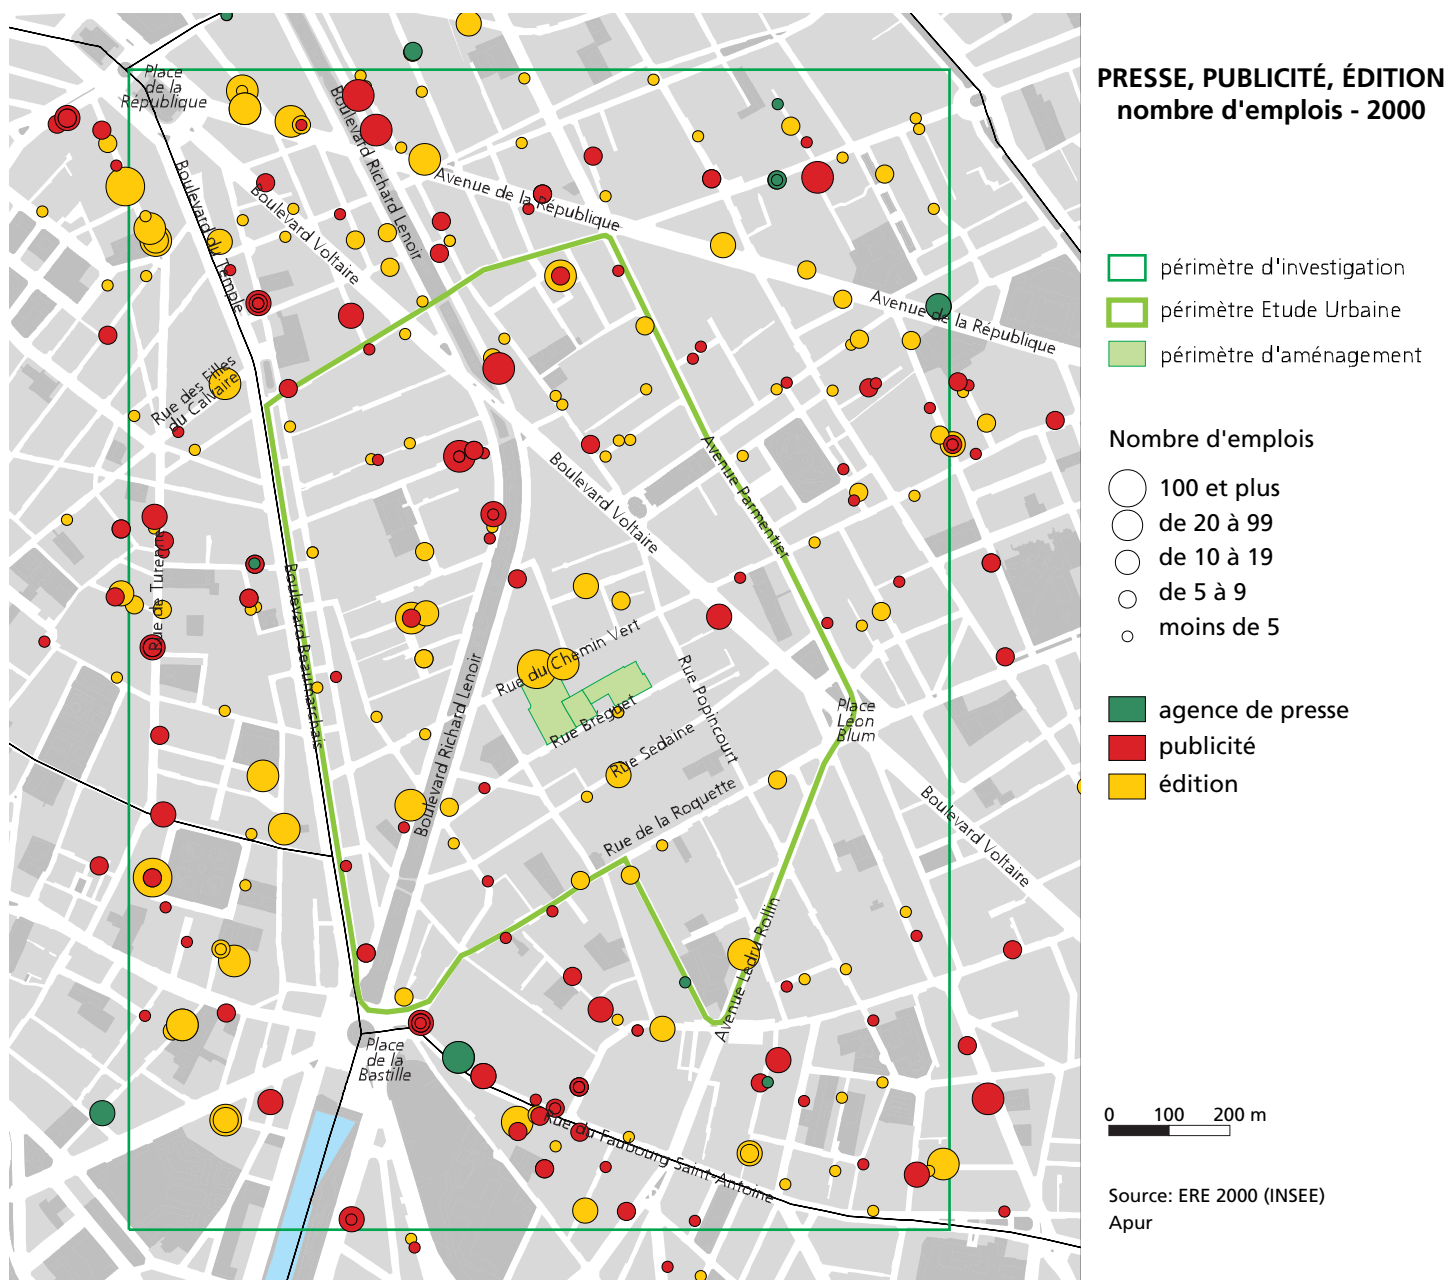 PRESSE, PUBLICITÉ, ÉDITION
nombre d'emplois - 2000
périmètre d'investigation
périmètre Etude Urbaine
périmètre d'aménagement
Nombre d'emplois
100 et plus
de 20 à 99
de 10 à 19
de 5 à 9
moins de 5
agence de presse
publicité
édition
0 100 200 m
Source: ERE 2000 (INSEE)
Apur
Place
de la
République
Boulevard du Temple
Boulevard Voltaire
Boulevard Richard Lenoir
Avenue de la République
Avenue de la République
Rue des Filles
du Calvaire
Boulevard Voltaire
Avenue Parmentier
Rue de Turenne
Boulevard Beaumarchais
Boulevard Richard Lenoir
Rue du Chemin Vert
Rue Bréguet
Rue Sedaine
Rue Popincourt
Rue de la Roquette
Place
Léon
Blum
Boulevard Voltaire
Avenue Ledru Rollin
Place
de la
Bastille
Rue du Faubourg Saint-Antoine